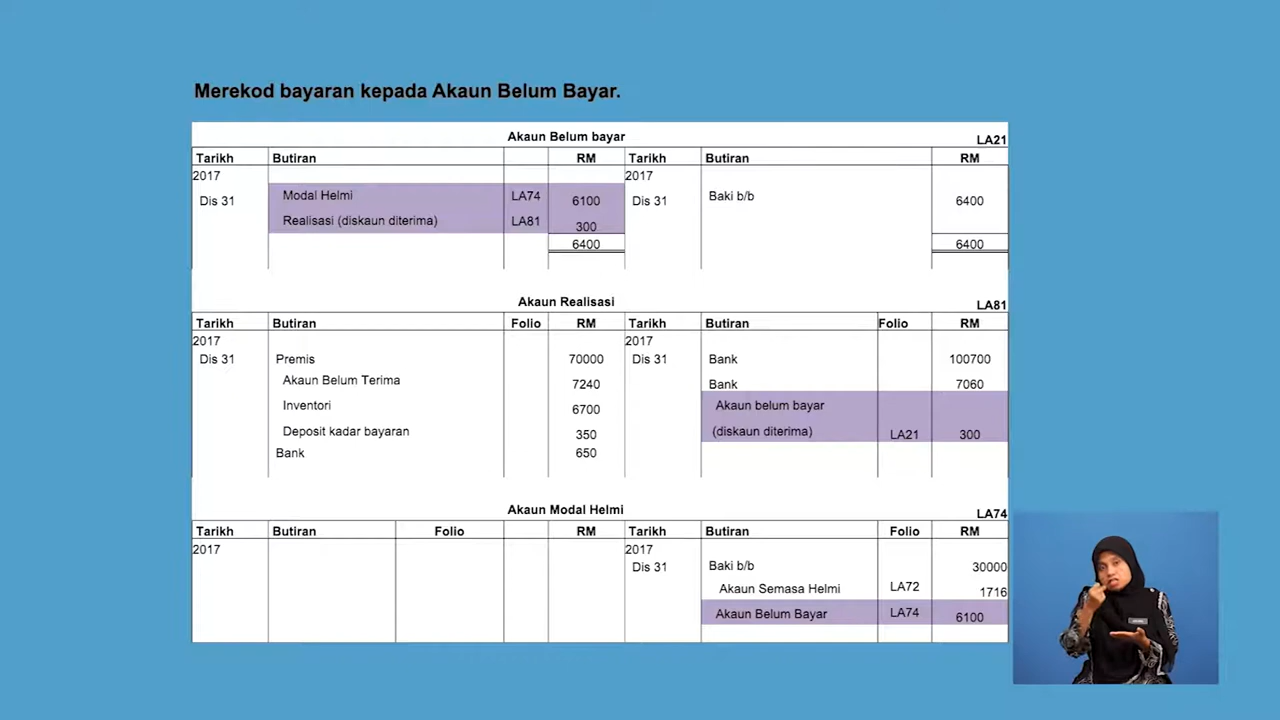 Merekod bayaran kepada Akaun Belum Bayar.
Akaun Belum bayar LA21
Tarikh Butiran RM Tarikh Butiran RM
2017 2017
Dis 31 Modal Helmi LA74 6100 Dis 31 Baki b/b 6400
Realisasi (diskaun diterima) LA81 300
6400 6400
Akaun Realisasi LA81
Tarikh Butiran Folio RM Tarikh Butiran Folio RM
2017 2017
Dis 31 Premis 70000 Dis 31 Bank 100700
Akaun Belum Terima 7240 Bank 7060
Inventori 6700 Akaun belum bayar
Deposit kadar bayaran 350 (diskaun diterima) LA21 300
Bank 650
Akaun Modal Helmi LA74
Tarikh Butiran Folio RM Tarikh Butiran Folio RM
2017 2017
Dis 31 Baki b/b 30000
Akaun Semasa Helmi LA72 1716
Akaun Belum Bayar LA74 6100